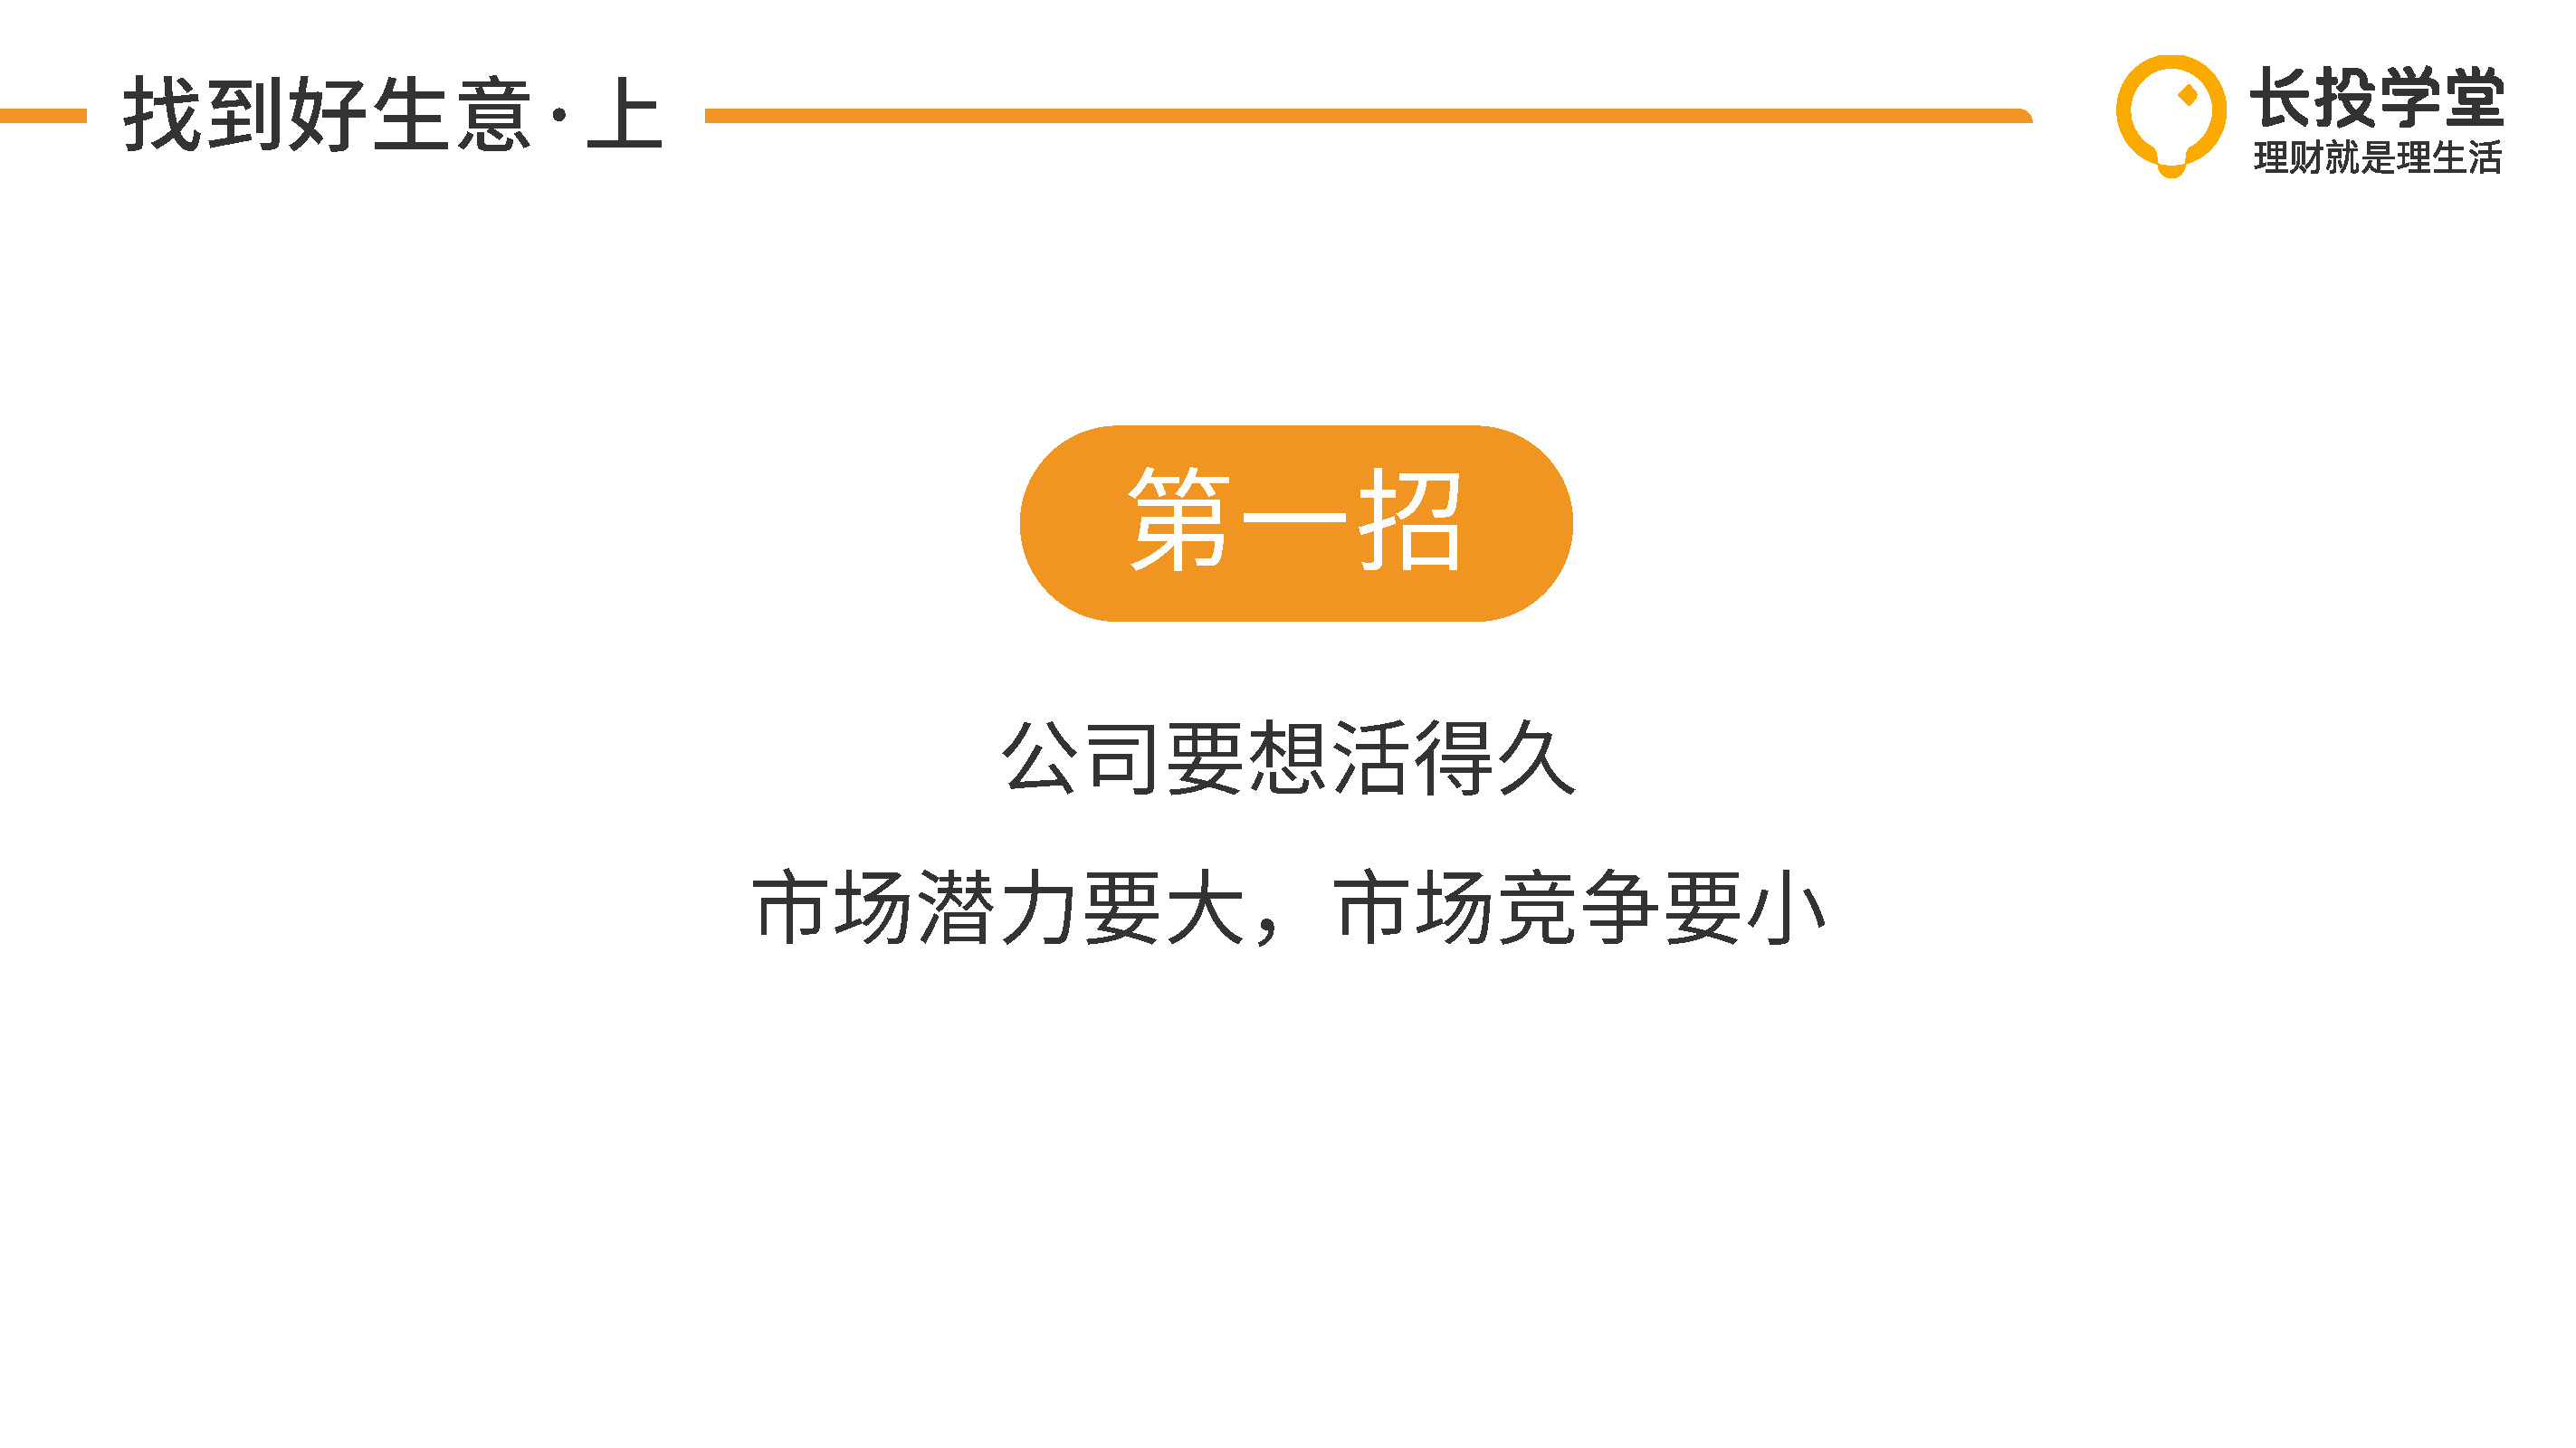 找到好生意·上
长投学堂
理财就是理生活
第一招
公司要想活得久
市场潜力要大，市场竞争要小